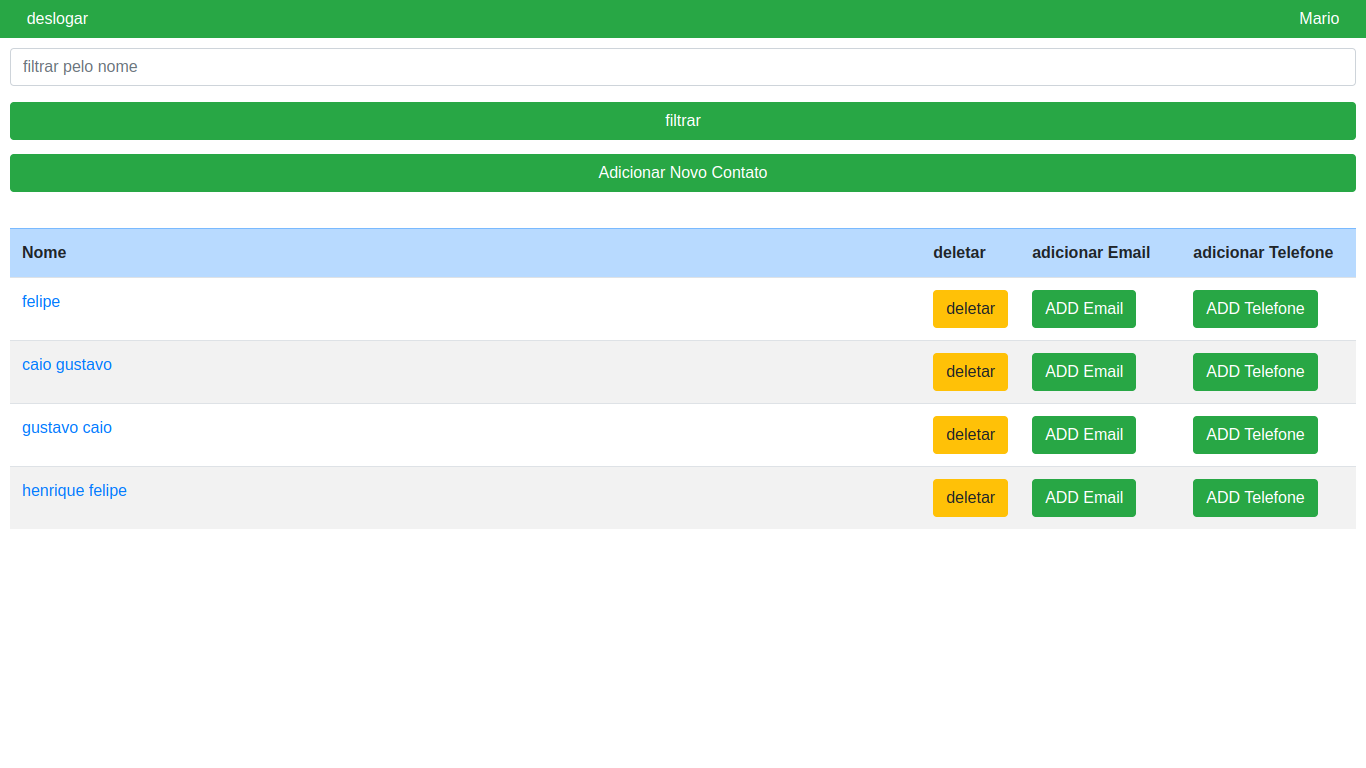 deslogar Mario
filtrar pelo nome
filtrar
Adicionar Novo Contato
Nome deletar adicionar Email adicionar Telefone
felipe deletar ADD Email ADD Telefone
caio gustavo deletar ADD Email ADD Telefone
gustavo caio deletar ADD Email ADD Telefone
henrique felipe deletar ADD Email ADD Telefone